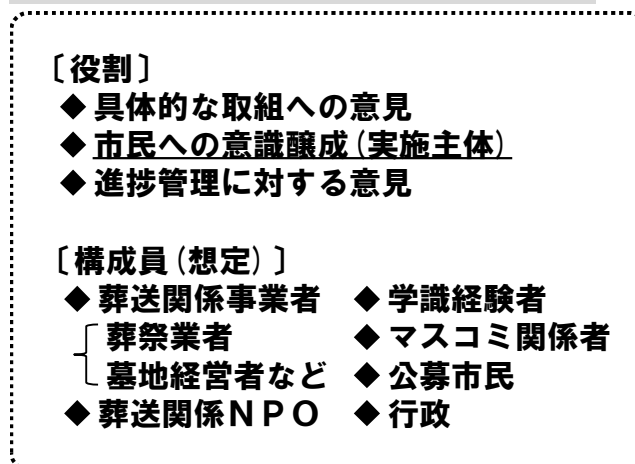 〔役割〕
◆具体的な取組への意見
◆市民への意識醸成(実施主体)
◆進捗管理に対する意見
〔構成員(想定)〕
◆葬送関係事業者 ◆学識経験者
葬祭業者 ◆マスコミ関係者
墓地経営者など ◆公募市民
◆葬送関係NPO ◆行政